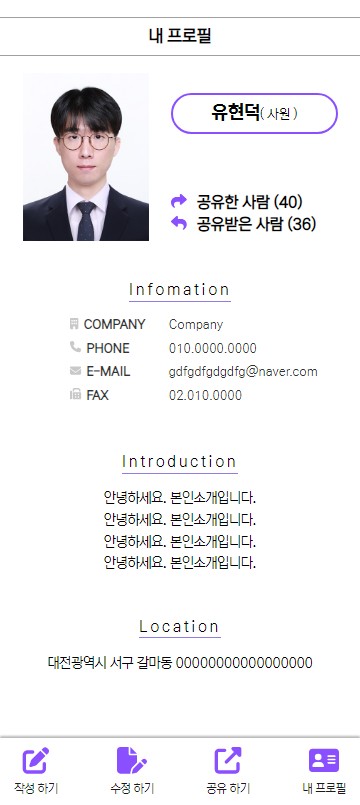 내 프로필
유현덕( 사원 )
공유한 사람 (40)
공유받은 사람 (36)
Infomation
COMPANY Company
PHONE 010.0000.0000
E-MAIL gdfgdfgdgdfg@naver.com
FAX 02.010.0000
Introduction
안녕하세요. 본인소개입니다.
안녕하세요. 본인소개입니다.
안녕하세요. 본인소개입니다.
안녕하세요. 본인소개입니다.
Location
대전광역시 서구 갈마동 00000000000000000
작성 하기 수정 하기 공유 하기 내 프로필